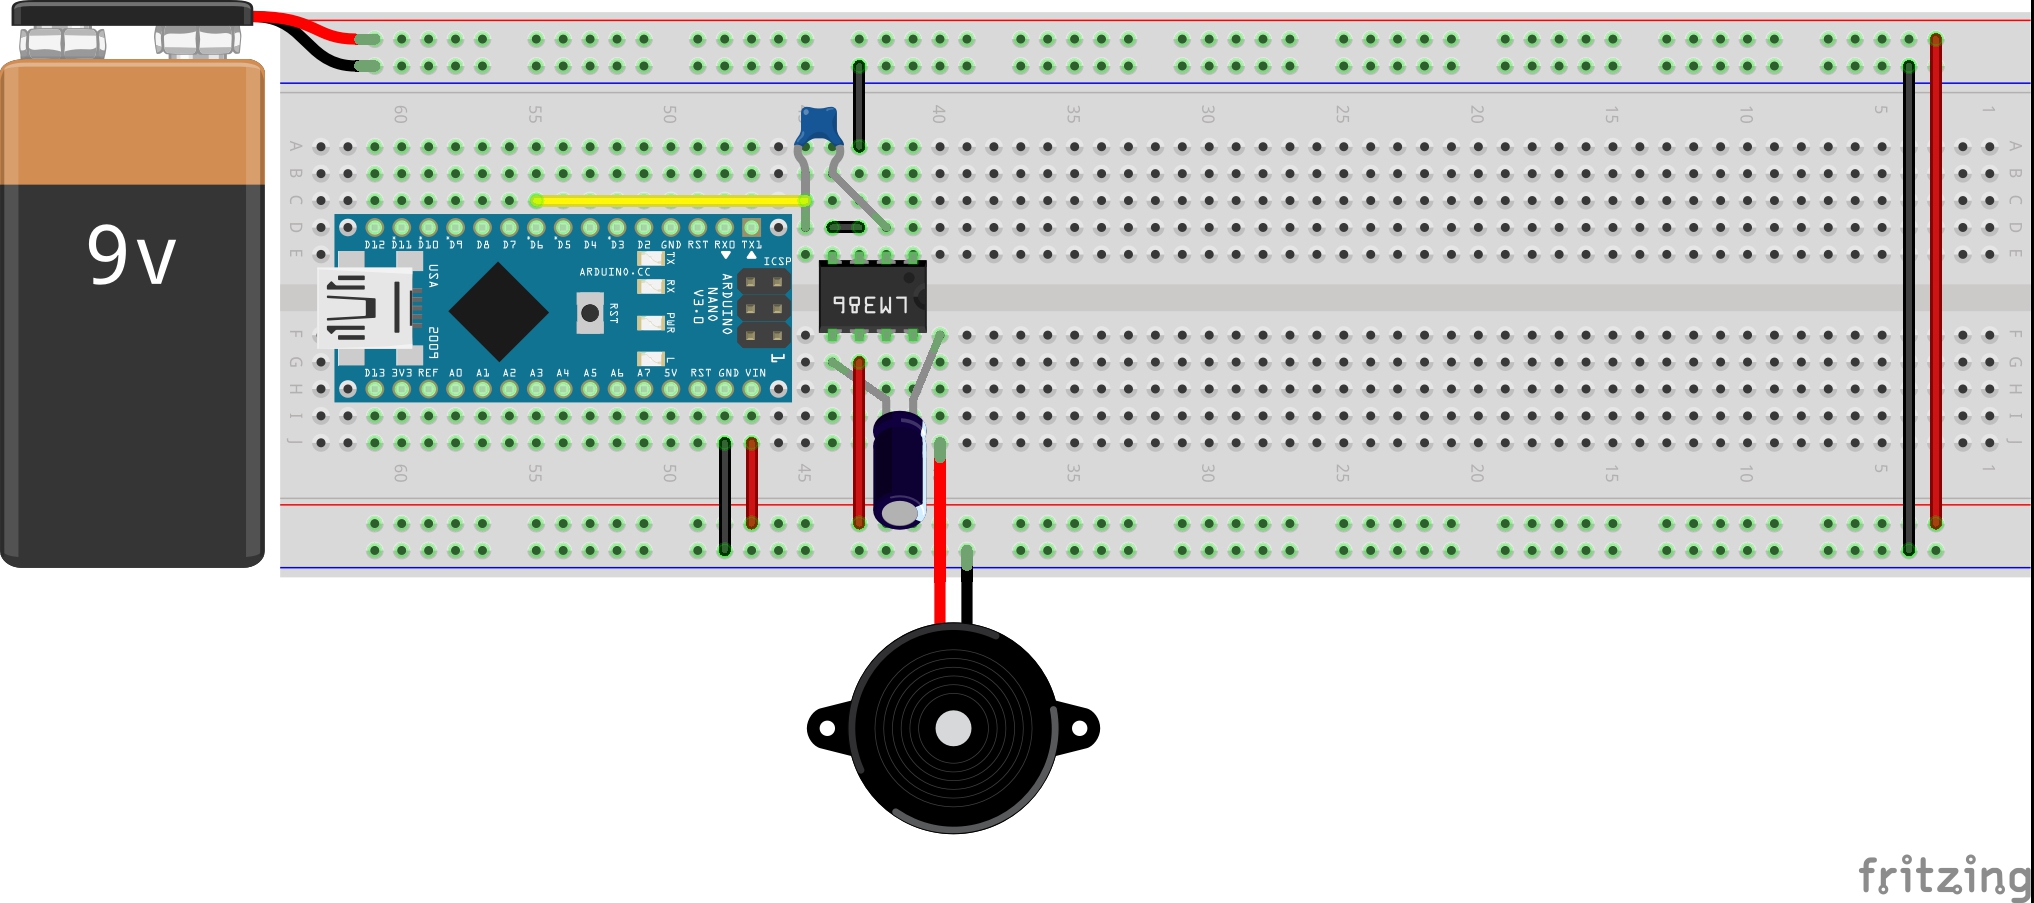 60 55 50 45 40 35 30 25 20 15 10 5 1
A A
B B
C C
D D
E E
9v
D12 D11 D10 D9 D8 D7 D6 D5 D4 D3 D2 GND RST RX0 TX1
USA
ARDUINO.CC
TX
RX
PWR
L
RST
ARDUINO
NANO
V3.0
ICSP
1
2009
LM386
D13 3V3 REF A0 A1 A2 A3 A4 A5 A6 A7 5V RST GND VIN
F F
G G
H H
I I
J J
60 55 50 45 35 30 25 20 15 10 5 1
fritzing